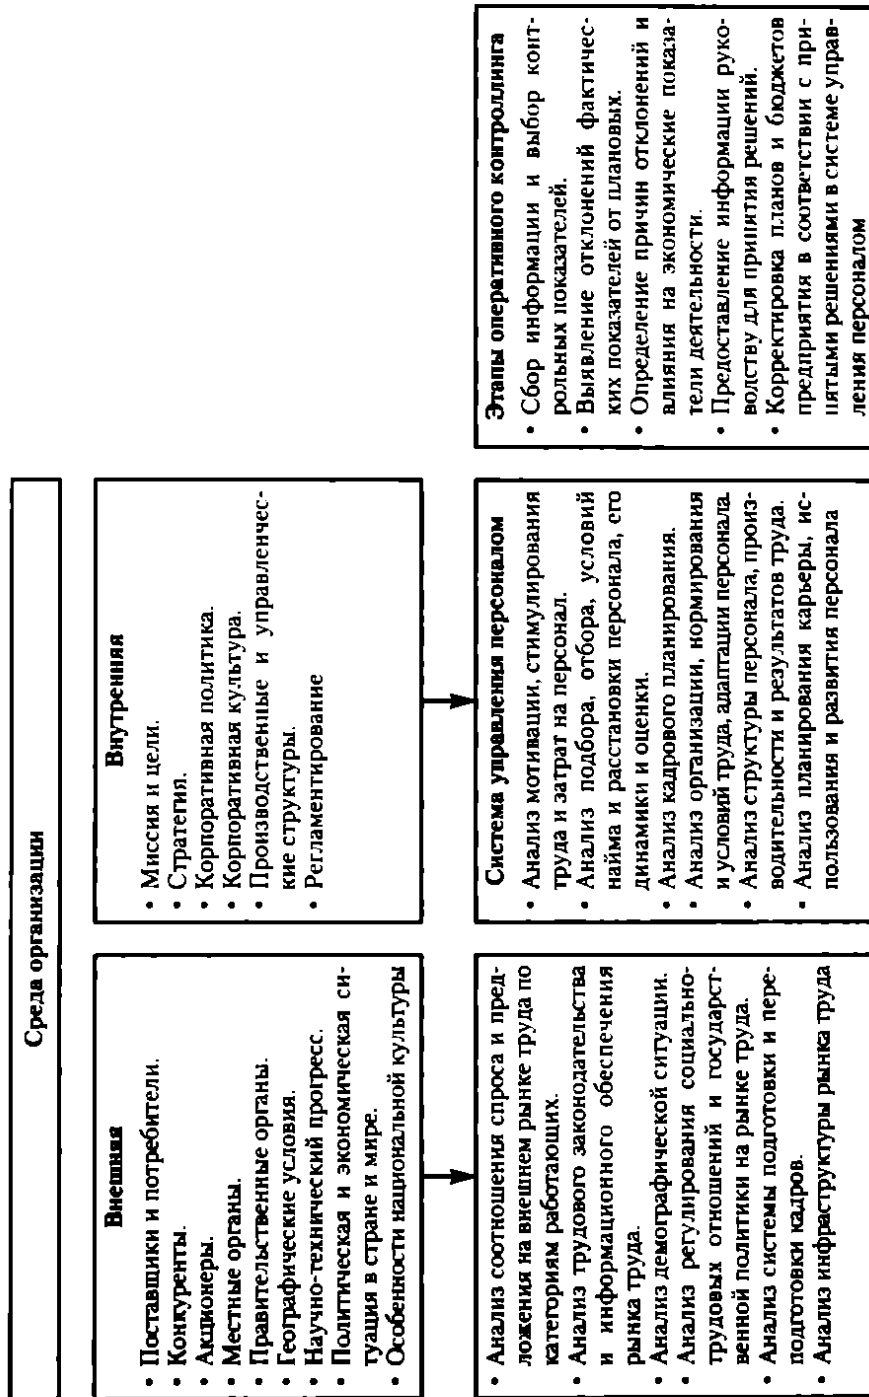 Среда организации
Внешняя
• Поставщики и потребители.
• Конкуренты.
• Акционеры.
• Местные органы.
• Правительственные органы.
• Географические условия.
• Научно-технический прогресс.
• Политическая и экономическая си-
туация в стране и мире.
• Особенности национальной культуры
Внутренняя
• Миссия и цели.
• Стратегия.
• Корпоративная политика.
• Корпоративная культура.
• Производственные и управленчес-
кие структуры.
• Регламентирование
• Анализ соотношения спроса и пред-
ложения на внешнем рынке труда по
категориям работающих.
• Анализ трудового законодательства
и информационного обеспечения
рынка труда.
• Анализ демографической ситуации.
• Анализ регулирования социально-
трудовых отношений и государст-
венной политики на рынке труда.
• Анализ системы подготовки и пере-
подготовки кадров.
• Анализ инфраструктуры рынка труда
Система управления персоналом
• Анализ мотивации, стимулирования
труда и затрат на персонал.
• Анализ подбора, отбора, условий
найма и расстановки персонала, его
динамики и оценки.
• Анализ кадрового планирования.
• Анализ организации, нормирования
и условий труда, адаптации персонала.
• Анализ структуры персонала, произ-
водительности и результатов труда.
• Анализ планирования карьеры, ис-
пользования и развития персонала
Этапы оперативного контроллинга
• Сбор информации и выбор конт-
рольных показателей.
• Выявление отклонений фактичес-
ких показателей от плановых.
• Определение причин отклонений и
влияния на экономические показа-
тели деятельности.
• Предоставление информации руко-
водству для принятия решений.
• Корректировка планов и бюджетов
предприятия в соответствии с при-
нятыми решениями в системе управ-
ления персоналом